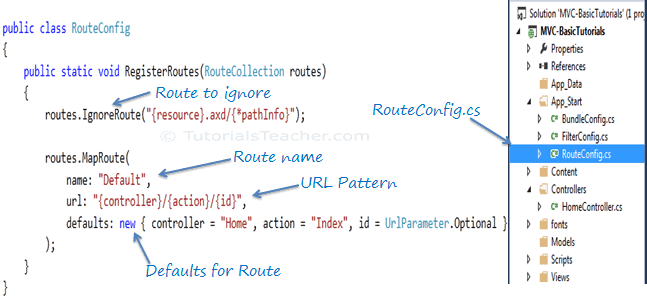 public class RouteConfig
{
public static void RegisterRoutes(RouteCollection routes)
{
Route to ignore
routes.IgnoreRoute("{resource}.axd/{*pathInfo}");
© TutorialsTeacher.com
routes.MapRoute(
Route name
name: "Default",
URL Pattern
url: "{controller}/{action}/{id}",
defaults: new { controller = "Home", action = "Index", id = UrlParameter.Optional }
);
Defaults for Route
}
}
RouteConfig.cs
Solution 'MVC-BasicTutorials' (1 proj
MVC-BasicTutorials
Properties
References
App_Data
App_Start
BundleConfig.cs
FilterConfig.cs
RouteConfig.cs
Content
Controllers
HomeController.cs
fonts
Models
Scripts
Views